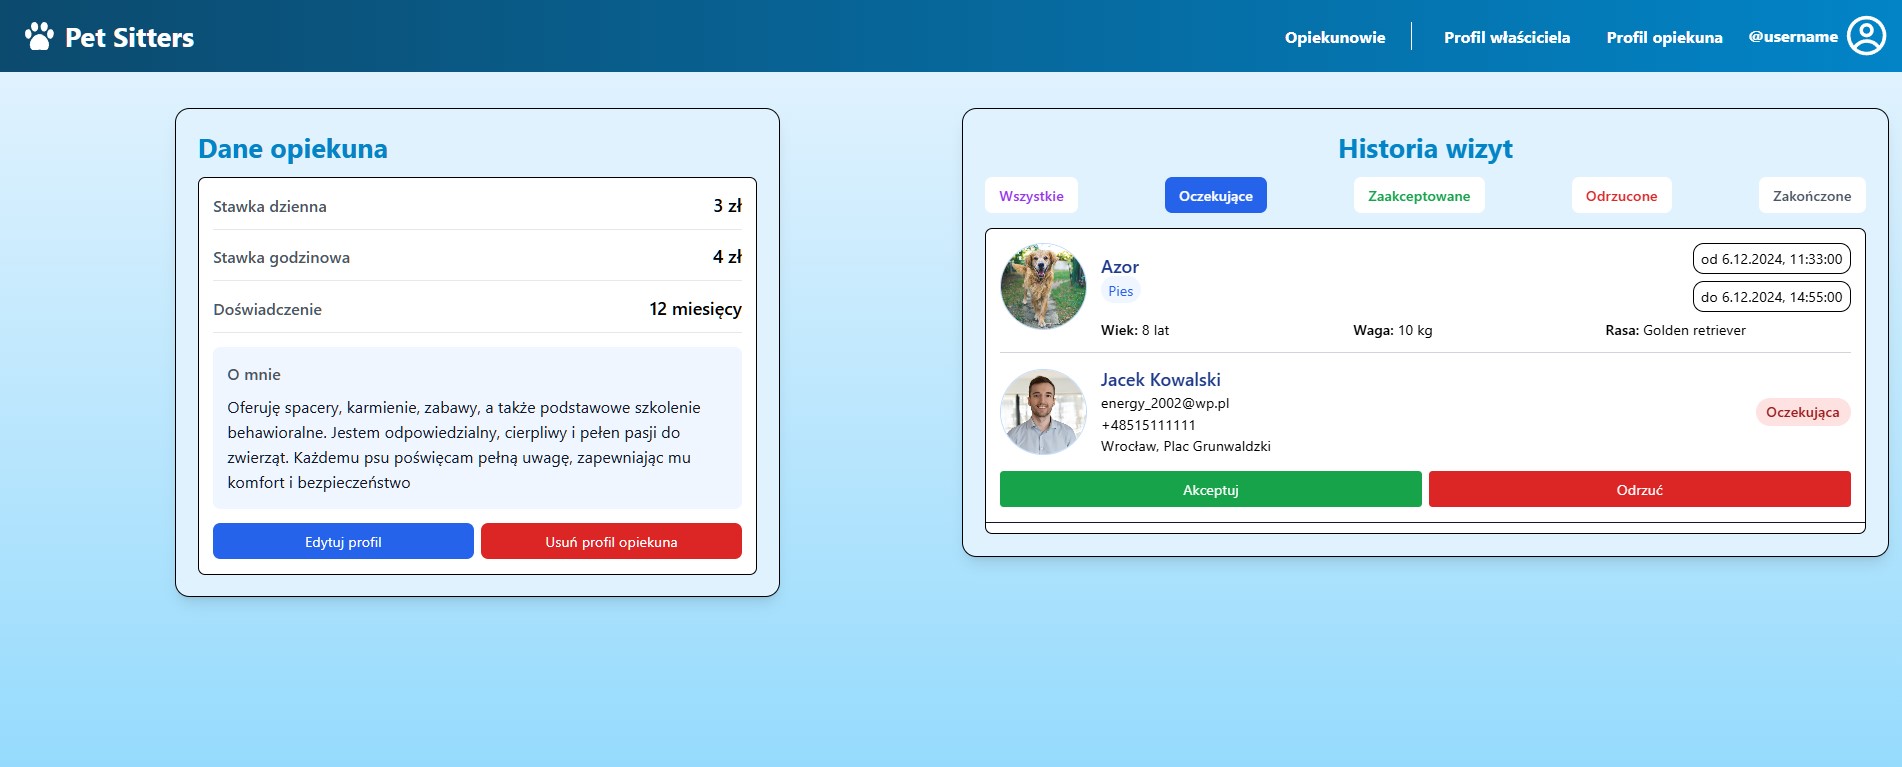 Pet Sitters
Opiekunowie
Profil właściciela
Profil opiekuna
@username
Dane opiekuna
Stawka dzienna 3 zł
Stawka godzinowa 4 zł
Doświadczenie 12 miesięcy
O mnie
Oferuję spacery, karmienie, zabawy, a także podstawowe szkolenie
behawioralne. Jestem odpowiedzialny, cierpliwy i pełen pasji do
zwierząt. Każdemu psu poświęcam pełną uwagę, zapewniając mu
komfort i bezpieczeństwo
Edytuj profil
Usuń profil opiekuna
Historia wizyt
Wszystkie
Oczekujące
Zaakceptowane
Odrzucone
Zakończone
Azor
Pies
od 6.12.2024, 11:33:00
do 6.12.2024, 14:55:00
Wiek: 8 lat
Waga: 10 kg
Rasa: Golden retriever
Jacek Kowalski
energy_2002@wp.pl
+48515111111
Wrocław, Plac Grunwaldzki
Oczekująca
Akceptuj
Odrzuć